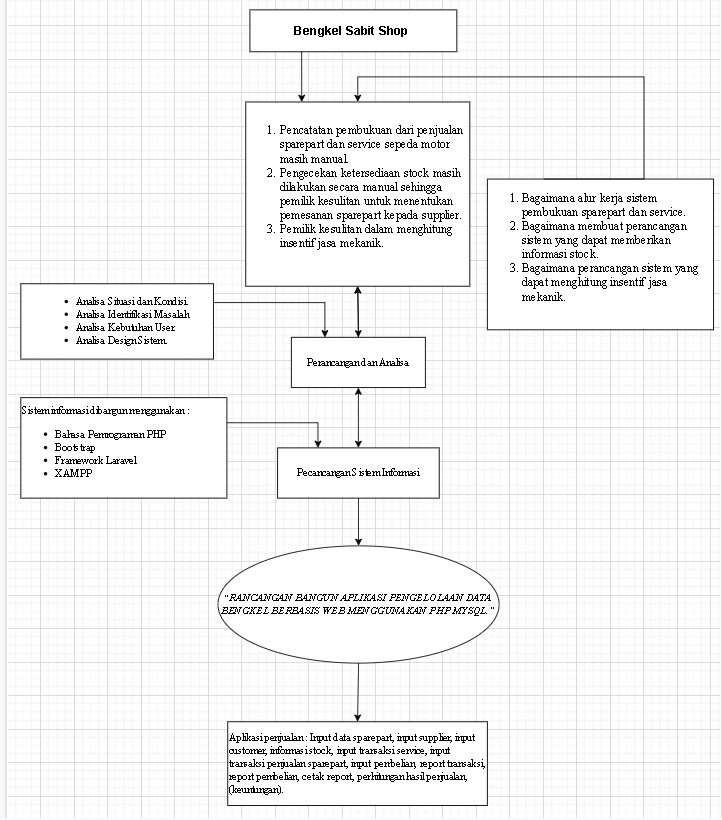 Bengkel Sabit Shop
1. Pencatatan pembukuan dari penjualan
sparepart dan service sepeda motor
masih manual.
2. Pengecekan ketersediaan stock masih
dilakukan secara manual sehingga
pemilik kesulitan untuk menentukan
pemesanan sparepart kepada supplier.
3. Pemilik kesulitan dalam menghitung
insentif jasa mekanik.
1. Bagaimana alur kerja sistem
pembukuan sparepart dan service.
2. Bagaimana membuat perancangan
sistem yang dapat memberikan
informasi stock.
3. Bagaimana perancangan sistem yang
dapat menghitung insentif jasa
mekanik.
• Analisa Situasi dan Kondisi.
• Analisa Identifikasi Masalah
• Analisa Kebutuhan User
• Analisa Design Sistem.
Perancangan dan Analisa
Sistem informasi dibangun menggunakan :
• Bahasa Pemrograman PHP
• Bootstrap
• Framework Laravel
• XAMPP
Pecancangan Sistem Informasi
“RANCANGAN BANGUN APLIKASI PENGELOLAAN DATA
BENGKEL BERBASIS WEB MENGGUNAKAN PHP MYSQL.”
Aplikasi penjualan : Input data sparepart, input supplier, input
customer, informasi stock, input transaksi service, input
transaksi penjualan sparepart, input pembelian, report transaksi,
report pembelian, cetak report, perhitungan hasil penjualan,
(keuntungan).